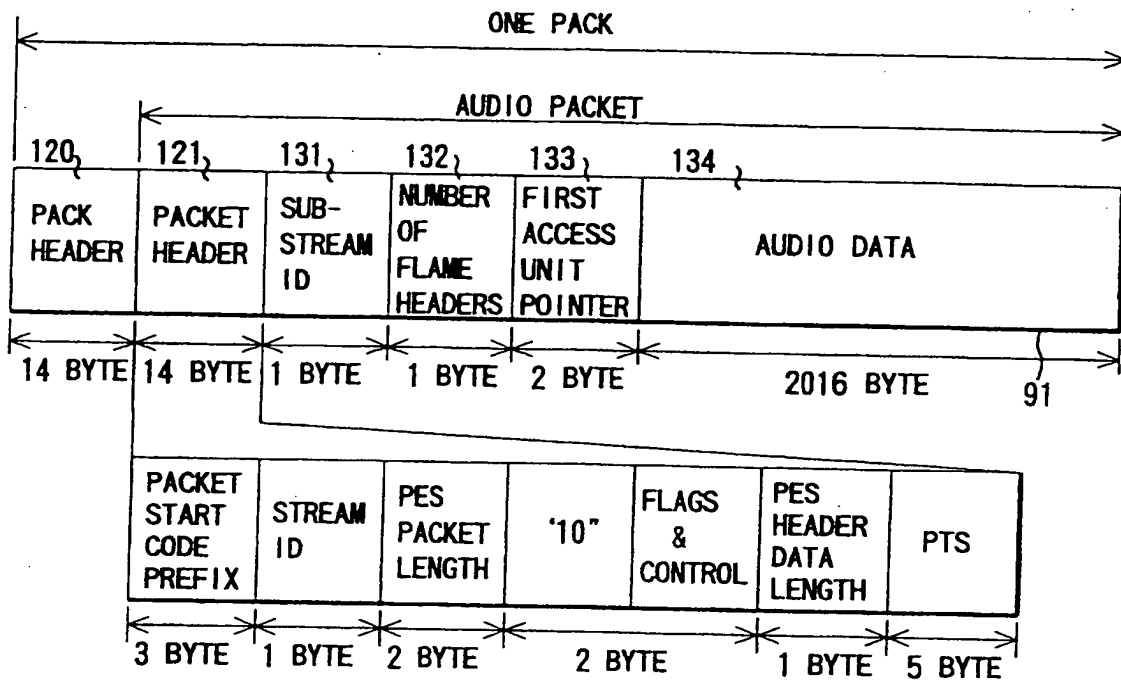 ONE PACK
AUDIO PACKET
120 121 131 132 133 134
PACK
HEADER
PACKET
HEADER
SUB-
STREAM
ID
NUMBER
OF
FLAME
HEADERS
FIRST
ACCESS
UNIT
POINTER
AUDIO DATA
14 BYTE 14 BYTE 1 BYTE 1 BYTE 2 BYTE 2016 BYTE 91
PACKET
START
CODE
PREFIX
STREAM
ID
PES
PACKET
LENGTH
‘10”
FLAGS
&
CONTROL
PES
HEADER
DATA
LENGTH
PTS
3 BYTE 1 BYTE 2 BYTE 2 BYTE 1 BYTE 5 BYTE